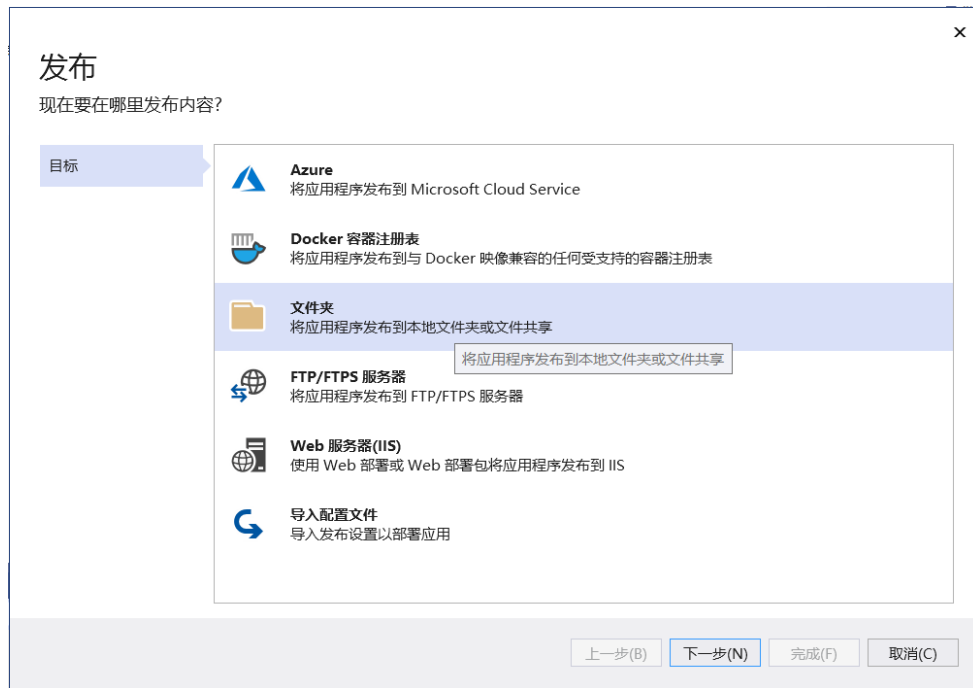 发布
现在要在哪里发布内容?
目标
Azure
将应用程序发布到 Microsoft Cloud Service
Docker 容器注册表
将应用程序发布到与 Docker 映像兼容的任何受支持的容器注册表
文件夹
将应用程序发布到本地文件夹或文件共享
将应用程序发布到本地文件夹或文件共享
FTP/FTPS 服务器
将应用程序发布到 FTP/FTPS 服务器
Web 服务器(IIS)
使用 Web 部署或 Web 部署包将应用程序发布到 IIS
导入配置文件
导入发布设置以部署应用
上一步(B) 下一步(N) 完成(F) 取消(C)